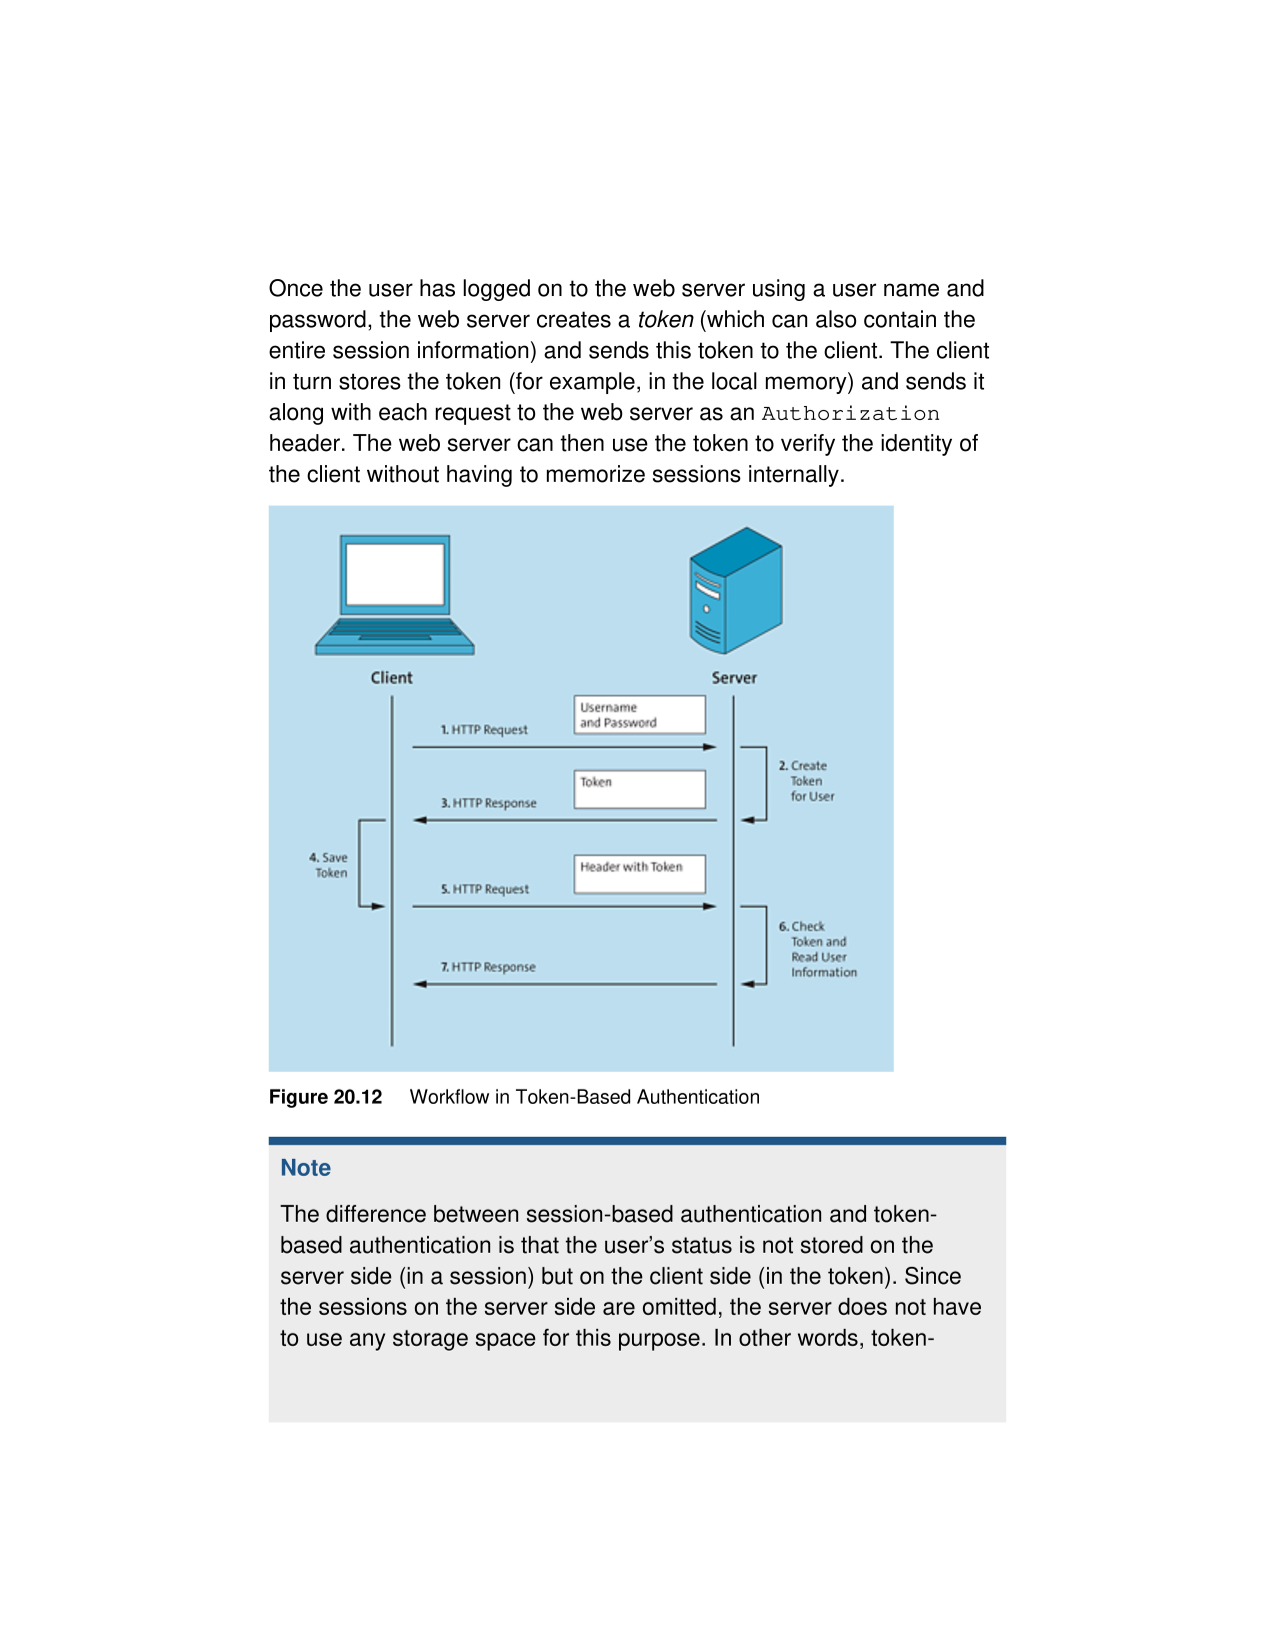 Once the user has logged on to the web server using a user name and
password, the web server creates a token (which can also contain the
entire session information) and sends this token to the client. The client
in turn stores the token (for example, in the local memory) and sends it
along with each request to the web server as an Authorization
header. The web server can then use the token to verify the identity of
the client without having to memorize sessions internally.
Client
Server
Username
and Password
1. HTTP Request
2. Create
Token
for User
Token
3. HTTP Response
4. Save
Token
Header with Token
5. HTTP Request
6. Check
Token and
Read User
Information
7. HTTP Response
Figure 20.12 Workflow in Token-Based Authentication
Note
The difference between session-based authentication and token-
based authentication is that the user’s status is not stored on the
server side (in a session) but on the client side (in the token). Since
the sessions on the server side are omitted, the server does not have
to use any storage space for this purpose. In other words, token-